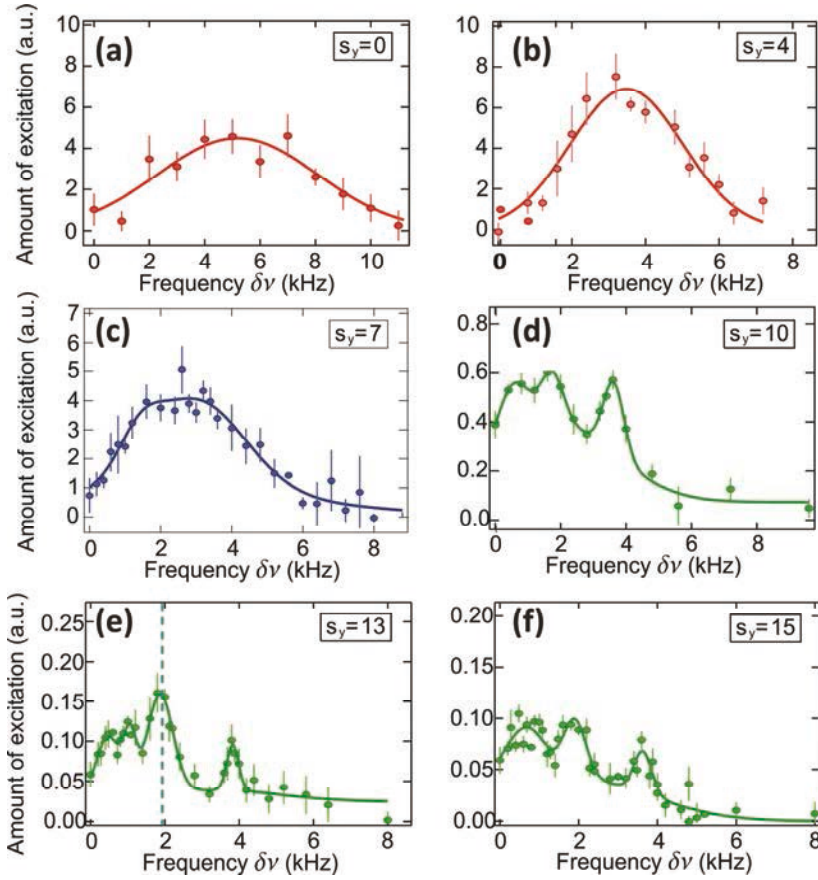 (a)
s_y=0
10
8
6
4
2
0
0 2 4 6 8 10
Frequency δν (kHz)
Amount of excitation (a.u.)
(b)
s_y=4
10
8
6
4
2
0
0 2 4 6 8
Frequency δν (kHz)
(c)
s_y=7
7
6
5
4
3
2
1
0
0 2 4 6 8
Frequency δν (kHz)
Amount of excitation (a.u.)
(d)
s_y=10
0.8
0.6
0.4
0.2
0.0
0 2 4 6 8
Frequency δν (kHz)
(e)
s_y=13
0.25
0.20
0.15
0.10
0.05
0.00
0 2 4 6 8
Frequency δν (kHz)
Amount of excitation (a.u.)
(f)
s_y=15
0.20
0.15
0.10
0.05
0.00
0 2 4 6 8
Frequency δν (kHz)